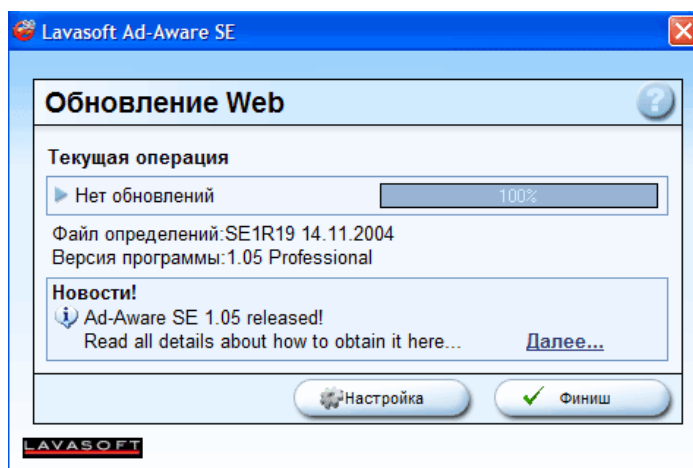 Lavasoft Ad-Aware SE
Обновление Web
Текущая операция
Нет обновлений 100%
Файл определений:SE1R19 14.11.2004
Версия программы:1.05 Professional
Новости!
Ad-Aware SE 1.05 released!
Read all details about how to obtain it here... Далее...
Настройка Финиш
LAVASOFT